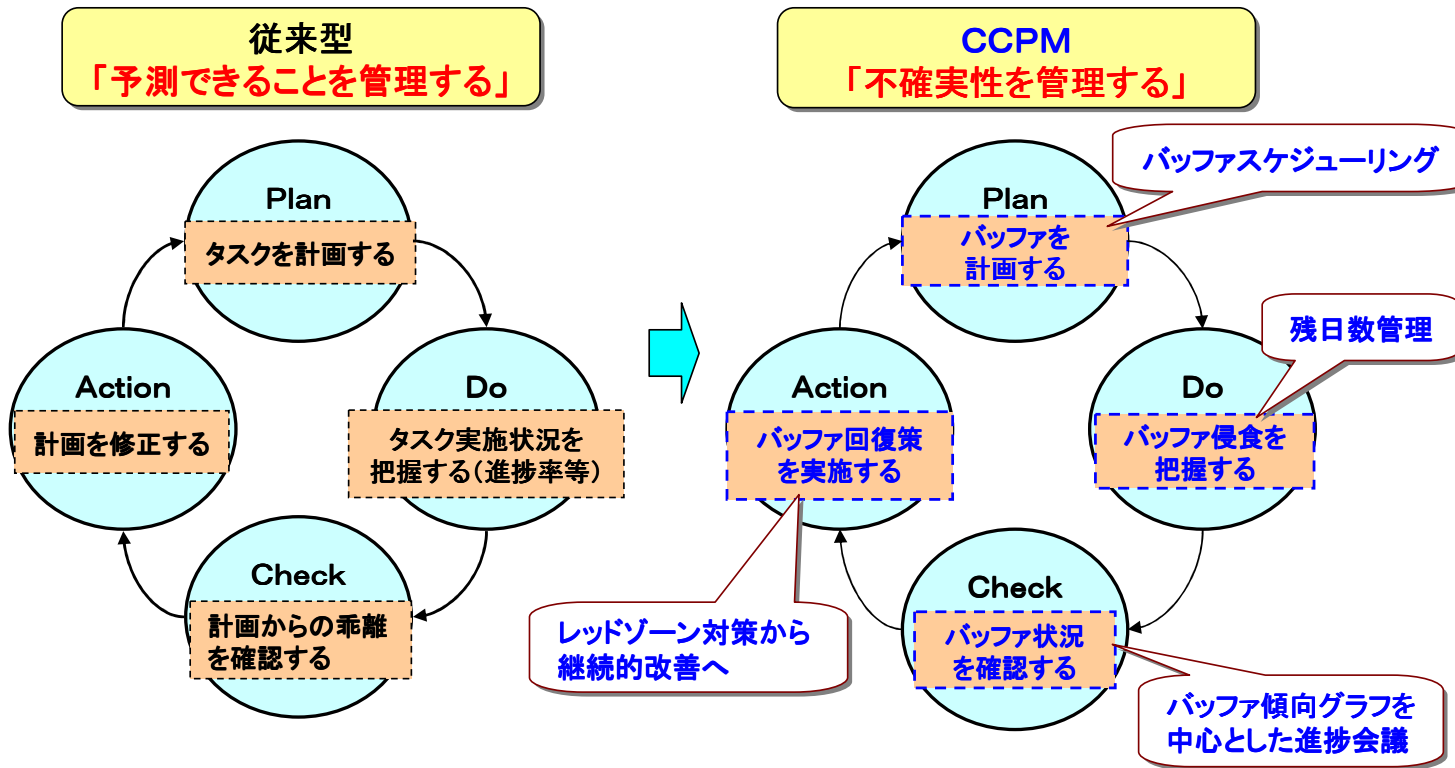 従来型
「予測できることを管理する」
Plan
タスクを計画する
Do
タスク実施状況を
把握する(進捗率等)
Check
計画からの乖離
を確認する
Action
計画を修正する
CCPM
「不確実性を管理する」
Plan
バッファを
計画する
バッファスケジューリング
Do
バッファ侵食を
把握する
残日数管理
Check
バッファ状況
を確認する
バッファ傾向グラフを
中心とした進捗会議
Action
バッファ回復策
を実施する
レッドゾーン対策から
継続的改善へ